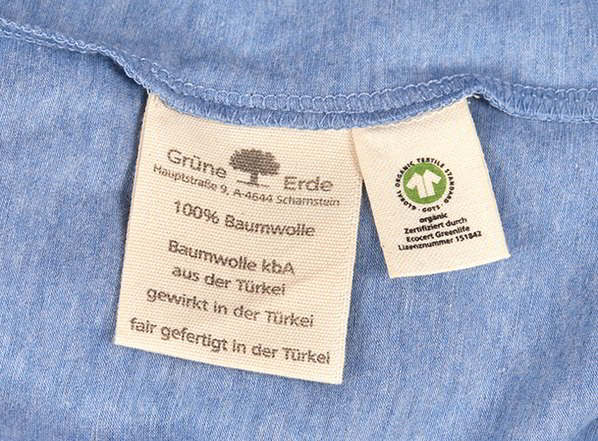 Grüne Erde
Hauptstraße 9, A-4644 Scharnstein
100% Baumwolle
Baumwolle kbA
aus der Türkei
gewirkt in der Türkei
fair gefertigt in der Türkei
GLOBAL ORGANIC TEXTILE STANDARD · GOTS ·
organic
Zertifiziert durch
Ecocert Greenlife
Lizenznummer 151842